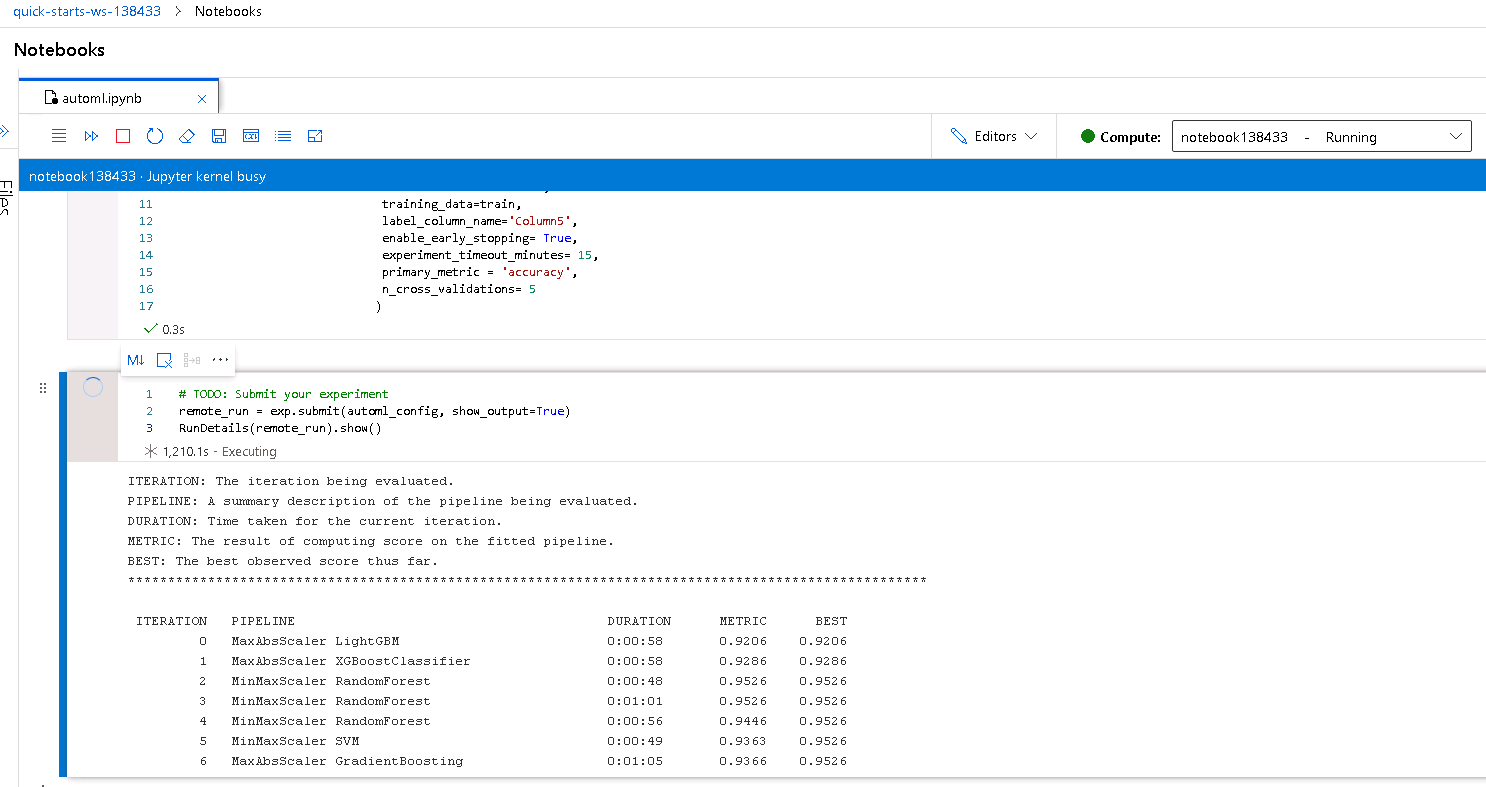 quick-starts-ws-138433 > Notebooks
Notebooks
automl.ipynb
Editors
Compute: notebook138433 - Running
Files
notebook138433 · Jupyter kernel busy
11 training_data=train,
12 label_column_name='Column5',
13 enable_early_stopping= True,
14 experiment_timeout_minutes= 15,
15 primary_metric = 'accuracy',
16 n_cross_validations= 5
17 )
0.3s
M↓ ...
1 # TODO: Submit your experiment
2 remote_run = exp.submit(automl_config, show_output=True)
3 RunDetails(remote_run).show()
1,210.1s - Executing
ITERATION: The iteration being evaluated.
PIPELINE: A summary description of the pipeline being evaluated.
DURATION: Time taken for the current iteration.
METRIC: The result of computing score on the fitted pipeline.
BEST: The best observed score thus far.
****************************************************************************************************
ITERATION PIPELINE DURATION METRIC BEST
0 MaxAbsScaler LightGBM 0:00:58 0.9206 0.9206
1 MaxAbsScaler XGBoostClassifier 0:00:58 0.9286 0.9286
2 MinMaxScaler RandomForest 0:00:48 0.9526 0.9526
3 MinMaxScaler RandomForest 0:01:01 0.9526 0.9526
4 MinMaxScaler RandomForest 0:00:56 0.9446 0.9526
5 MinMaxScaler SVM 0:00:49 0.9363 0.9526
6 MaxAbsScaler GradientBoosting 0:01:05 0.9366 0.9526